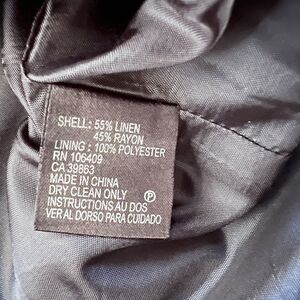 SHELL: 55% LINEN
45% RAYON
LINING: 100% POLYESTER
RN 106409
CA 39863
MADE IN CHINA
DRY CLEAN ONLY Ⓟ
INSTRUCTIONS AU DOS
VER AL DORSO PARA CUIDADO